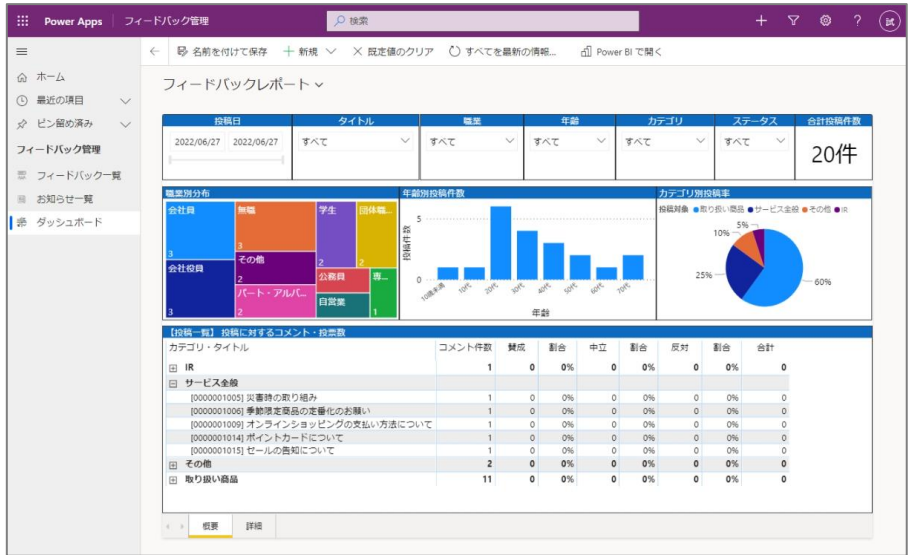 Power Apps フィードバック管理 検索
名前を付けて保存 新規 既定値のクリア すべてを最新の情報... Power BI で開く
ホーム
最近の項目
ピン留め済み
フィードバック管理
フィードバック一覧
お知らせ一覧
ダッシュボード
フィードバックレポート
投稿日 タイトル 職業 年齢 カテゴリ ステータス 合計投稿件数
2022/06/27 2022/06/27 すべて すべて すべて すべて すべて 20件
職業別分布
会社員 3
会社役員 3
無職 3
その他 2
パート・アルバ... 2
学生 2
団体職... 2
公務員
自営業
専... 1
年齢別投稿件数
投稿件数
5
0
10歳未満 10代 20代 30代 40代 50代 60代 70代
年齢
カテゴリ別投稿率
投稿対象 取り扱い商品 サービス全般 その他 IR
5%
10%
25%
60%
【投稿一覧】投稿に対するコメント・投票数
カテゴリ・タイトル コメント件数 賛成 割合 中立 割合 反対 割合 合計
IR 1 0 0% 0 0% 0 0% 0
サービス全般
[0000001005] 災害時の取り組み 1 0 0% 0 0% 0 0% 0
[0000001006] 季節限定商品の定番化のお願い 1 0 0% 0 0% 0 0% 0
[0000001009] オンラインショッピングの支払い方法について 1 0 0% 0 0% 0 0% 0
[0000001014] ポイントカードについて 1 0 0% 0 0% 0 0% 0
[0000001015] セールの告知について 1 0 0% 0 0% 0 0% 0
その他 2 0 0% 0 0% 0 0% 0
取り扱い商品 11 0 0% 0 0% 0 0% 0
概要 詳細